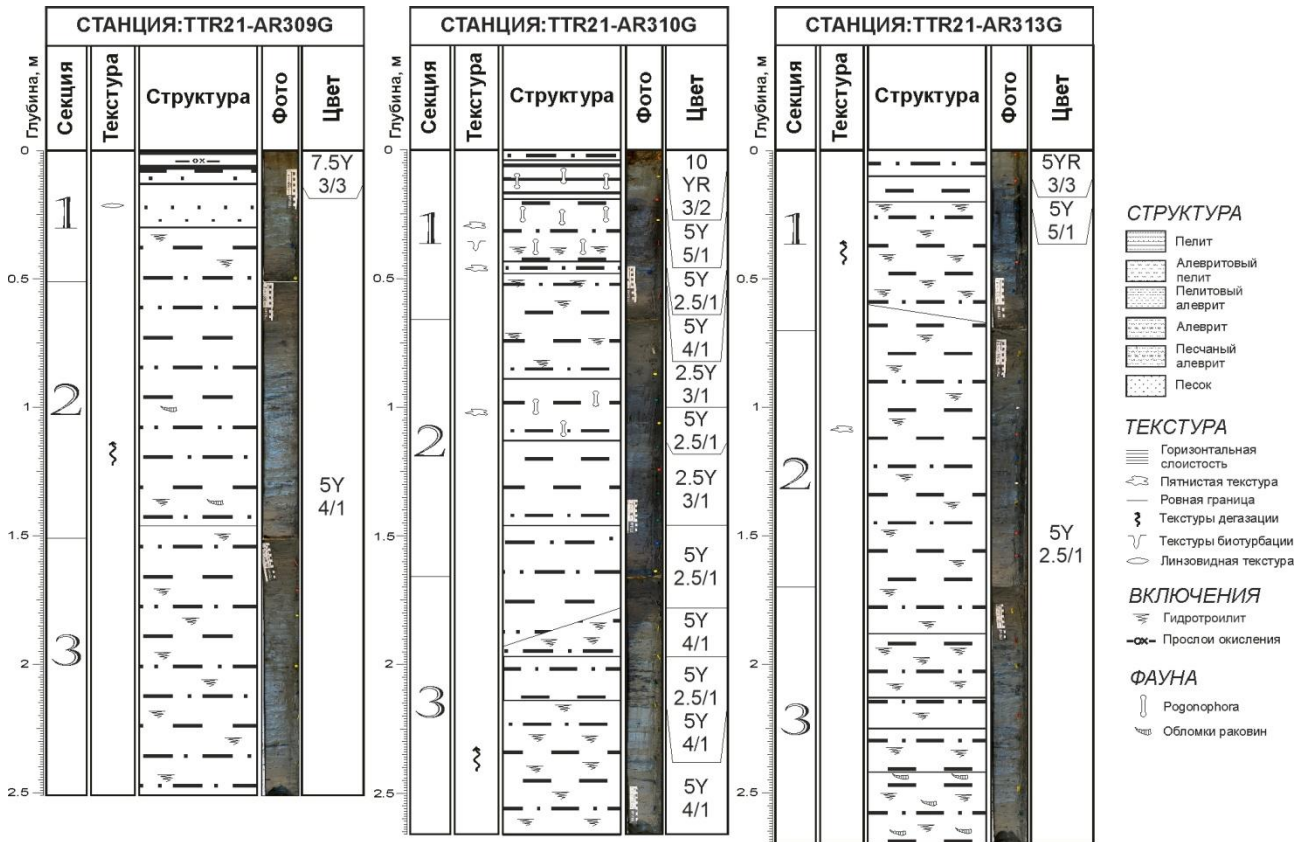 СТАНЦИЯ:TTR21-AR309G
Глубина, м
Секция
Текстура
Структура
Фото
Цвет
0
0.5
1
1.5
2
2.5
1
2
3
ох
7.5Y
3/3
5Y
4/1
СТАНЦИЯ:TTR21-AR310G
Глубина, м
Секция
Текстура
Структура
Фото
Цвет
0
0.5
1
1.5
2
2.5
1
2
3
10
YR
3/2
5Y
5/1
5Y
2.5/1
5Y
4/1
2.5Y
3/1
5Y
2.5/1
2.5Y
3/1
5Y
2.5/1
5Y
4/1
5Y
2.5/1
5Y
4/1
5Y
4/1
СТАНЦИЯ:TTR21-AR313G
Глубина, м
Секция
Текстура
Структура
Фото
Цвет
0
0.5
1
1.5
2
2.5
1
2
3
5YR
3/3
5Y
5/1
5Y
2.5/1
СТРУКТУРА
Пелит
Алевритовый
пелит
Пелитовый
алеврит
Алеврит
Песчаный
алеврит
Песок
ТЕКСТУРА
Горизонтальная
слоистость
Пятнистая текстура
Ровная граница
Текстуры дегазации
Текстуры биотурбации
Линзовидная текстура
ВКЛЮЧЕНИЯ
Гидротроилит
-ох- Прослои окисления
ФАУНА
Pogonophora
Обломки раковин